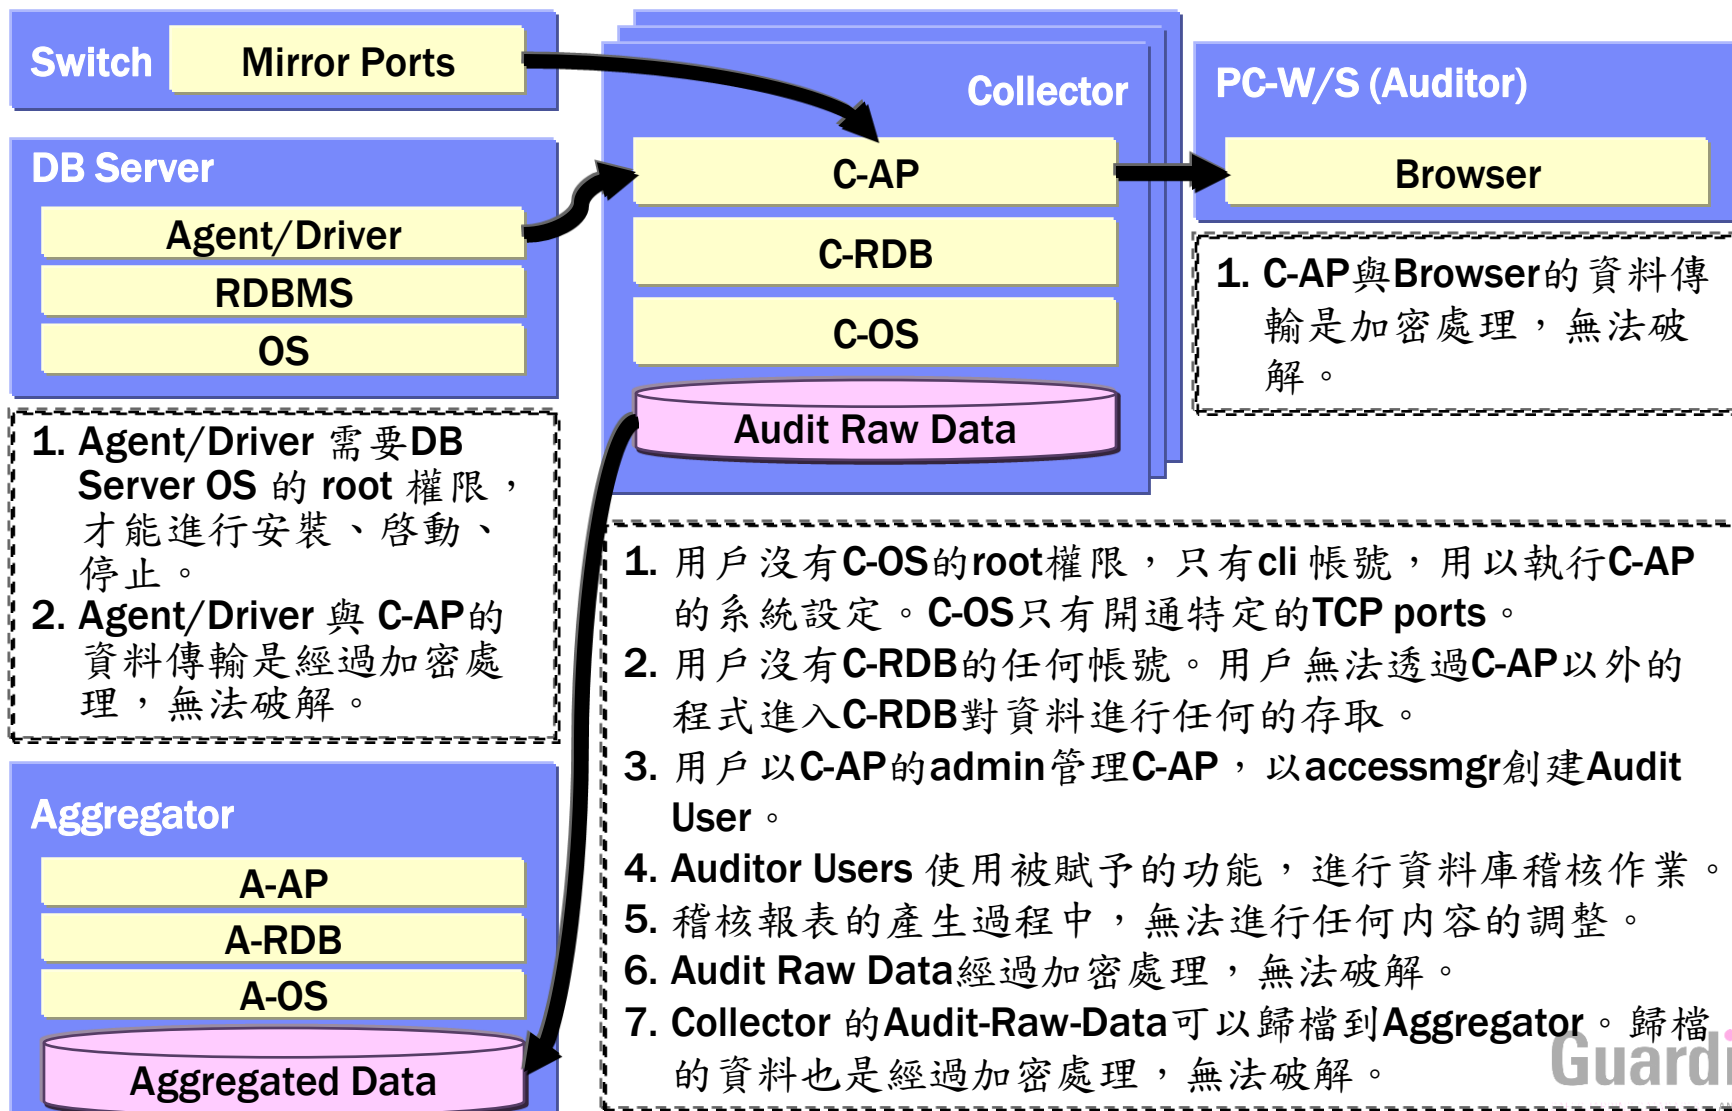 Switch
Mirror Ports
DB Server
Agent/Driver
RDBMS
OS
Collector
C-AP
C-RDB
C-OS
Audit Raw Data
PC-W/S (Auditor)
Browser
1. C-AP與Browser的資料傳
輸是加密處理，無法破
解。
1. Agent/Driver 需要DB
Server OS 的 root 權限，
才能進行安裝、啓動、
停止。
2. Agent/Driver 與 C-AP的
資料傳輸是經過加密處
理，無法破解。
Aggregator
A-AP
A-RDB
A-OS
Aggregated Data
1. 用戶沒有C-OS的root權限，只有cli 帳號，用以執行C-AP
的系統設定。C-OS只有開通特定的TCP ports。
2. 用戶沒有C-RDB的任何帳號。用戶無法透過C-AP以外的
程式進入C-RDB對資料進行任何的存取。
3. 用戶以C-AP的admin管理C-AP，以accessmgr創建Audit
User。
4. Auditor Users 使用被賦予的功能，進行資料庫稽核作業。
5. 稽核報表的產生過程中，無法進行任何內容的調整。
6. Audit Raw Data經過加密處理，無法破解。
7. Collector 的Audit-Raw-Data可以歸檔到Aggregator。歸檔
的資料也是經過加密處理，無法破解。
Guardi